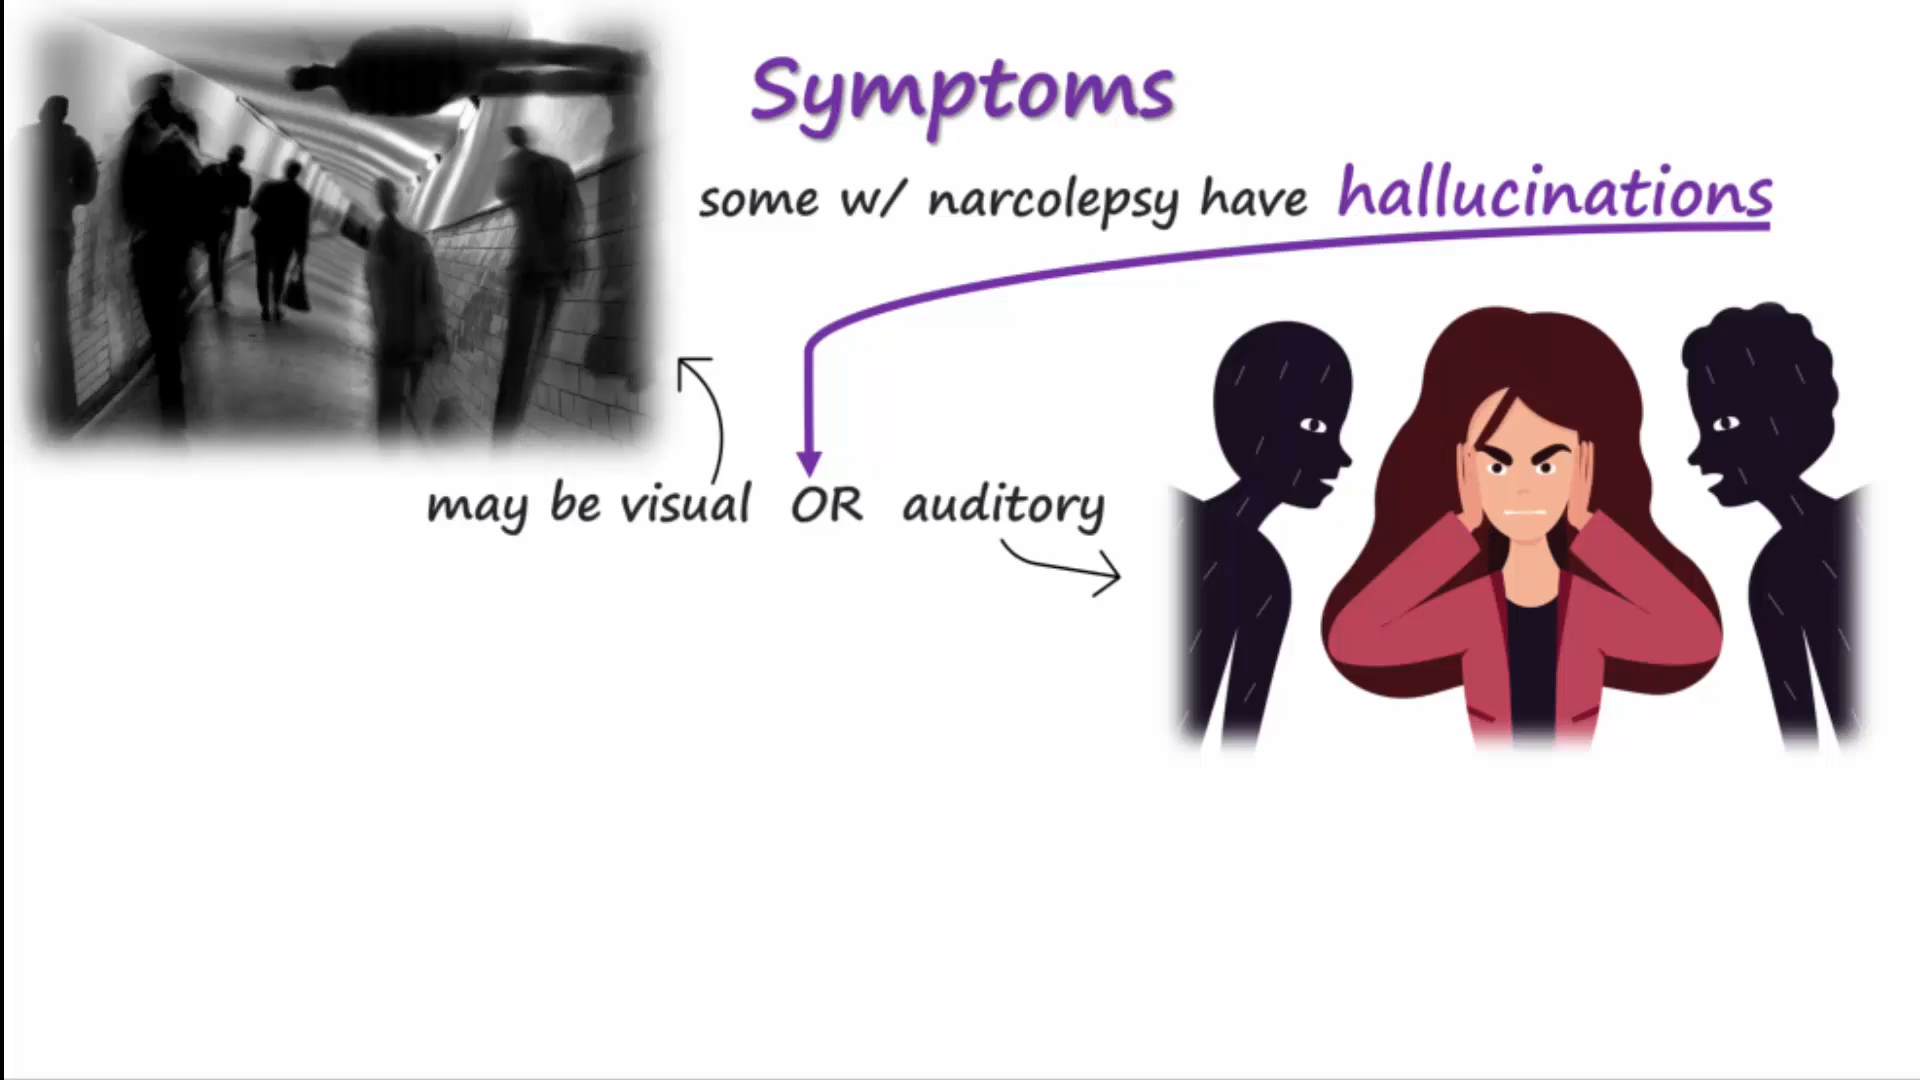 Symptoms
some w/ narcolepsy have hallucinations
may be visual OR auditory